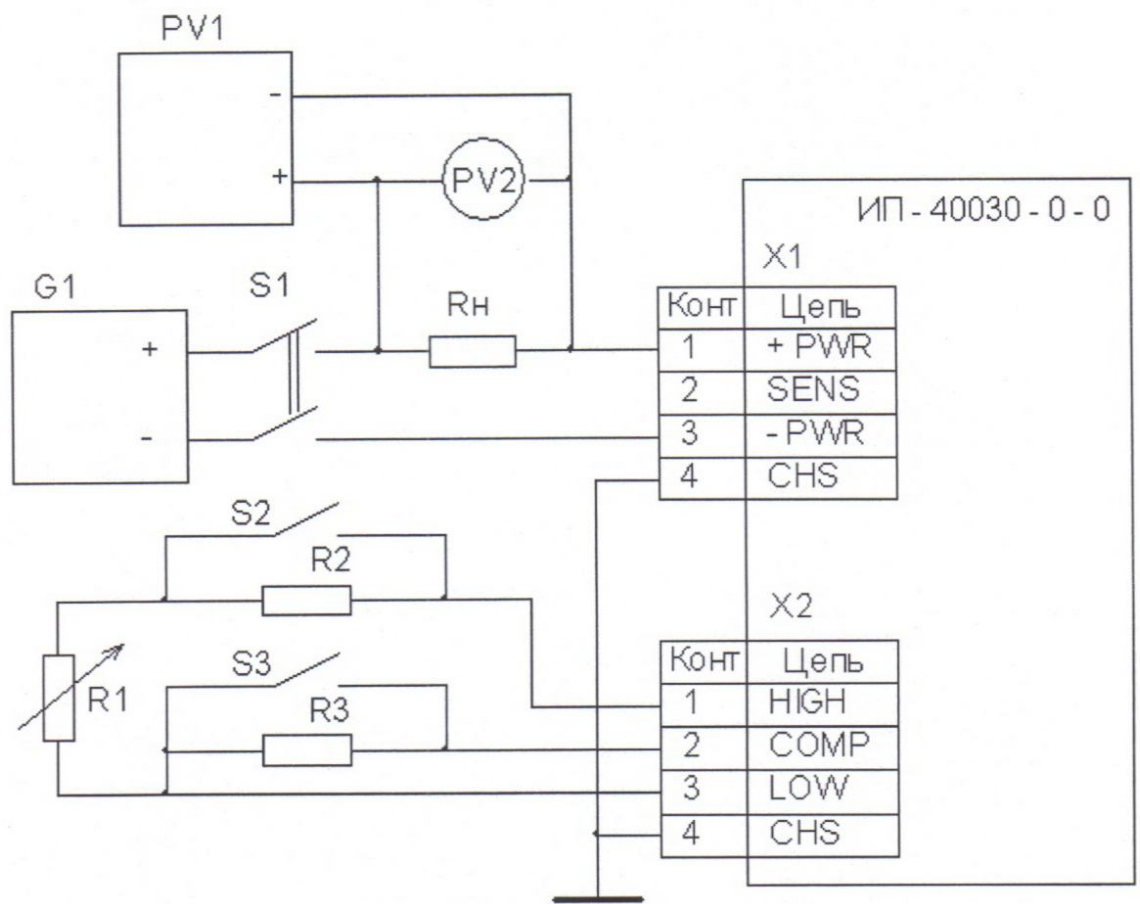 PV1
-
+
PV2
ИП - 40030 - 0 - 0
G1
S1
Rн
+
-
X1
Конт Цепь
1 + PWR
2 SENS
3 - PWR
4 CHS
S2
R2
R1
S3
R3
X2
Конт Цепь
1 HIGH
2 COMP
3 LOW
4 CHS